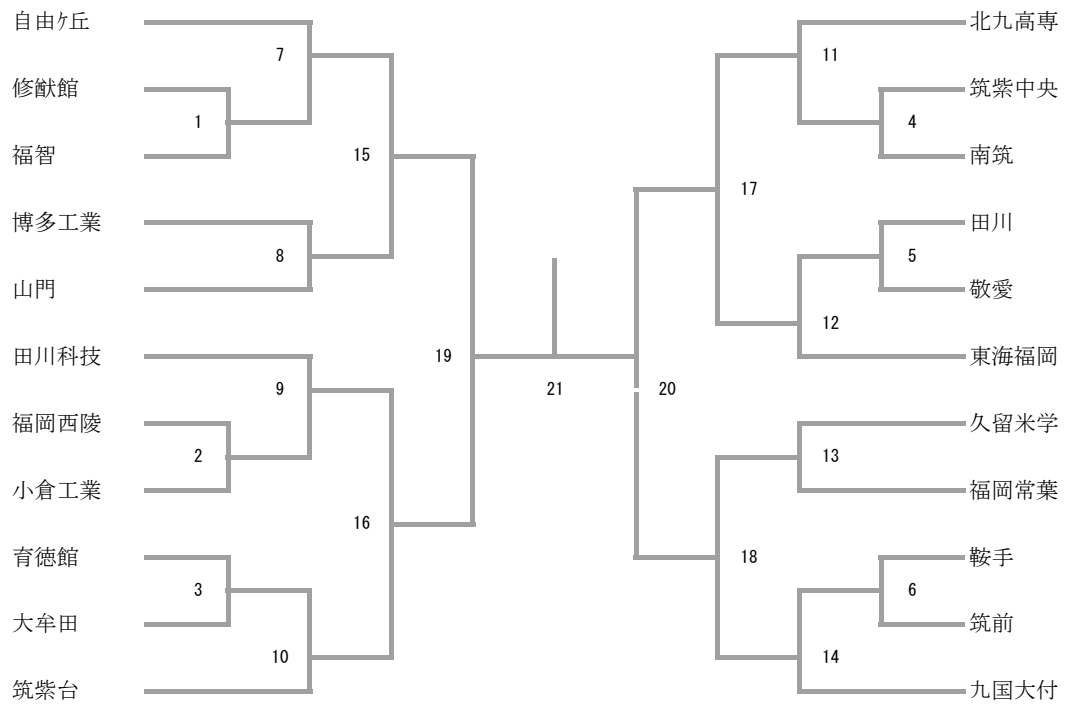 自由ケ丘
7
修猷館
1
福智
15
博多工業
8
山門
田川科技
19
9
福岡西陵
2
小倉工業
16
育徳館
3
大牟田
10
筑紫台
21
北九高専
11
筑紫中央
4
南筑
17
田川
5
敬愛
12
東海福岡
20
久留米学
13
福岡常葉
18
鞍手
6
筑前
14
九国大付